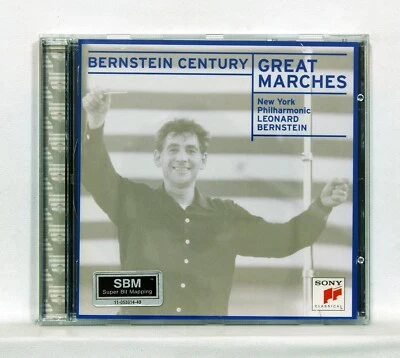 BERNSTEIN CENTURY
GREAT
MARCHES
New York
Philharmonic
LEONARD
BERNSTEIN
SBM
Super Bit Mapping
SONY
CLASSICAL